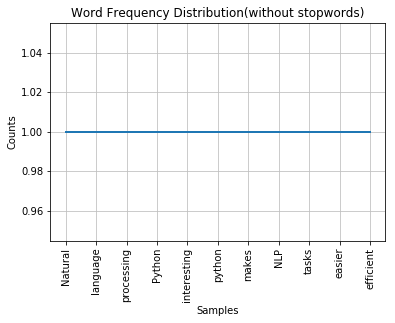 Word Frequency Distribution(without stopwords)
1.04
1.02
1.00
0.98
0.96
Counts
Natural
language
processing
Python
interesting
python
makes
NLP
tasks
easier
efficient
Samples